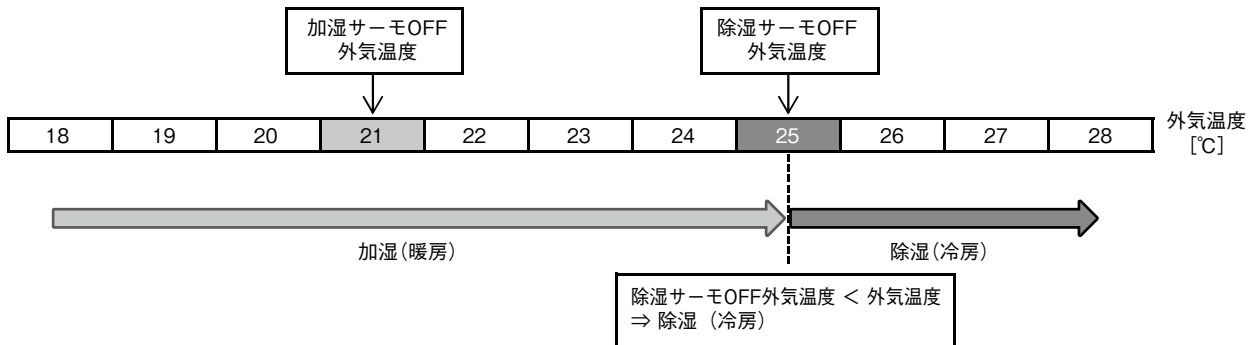 加湿サーモOFF
外気温度
除湿サーモOFF
外気温度
18 19 20 21 22 23 24 25 26 27 28
外気温度
[℃]
加湿（暖房）
除湿（冷房）
除湿サーモOFF外気温度 ＜ 外気温度
⇒ 除湿（冷房）